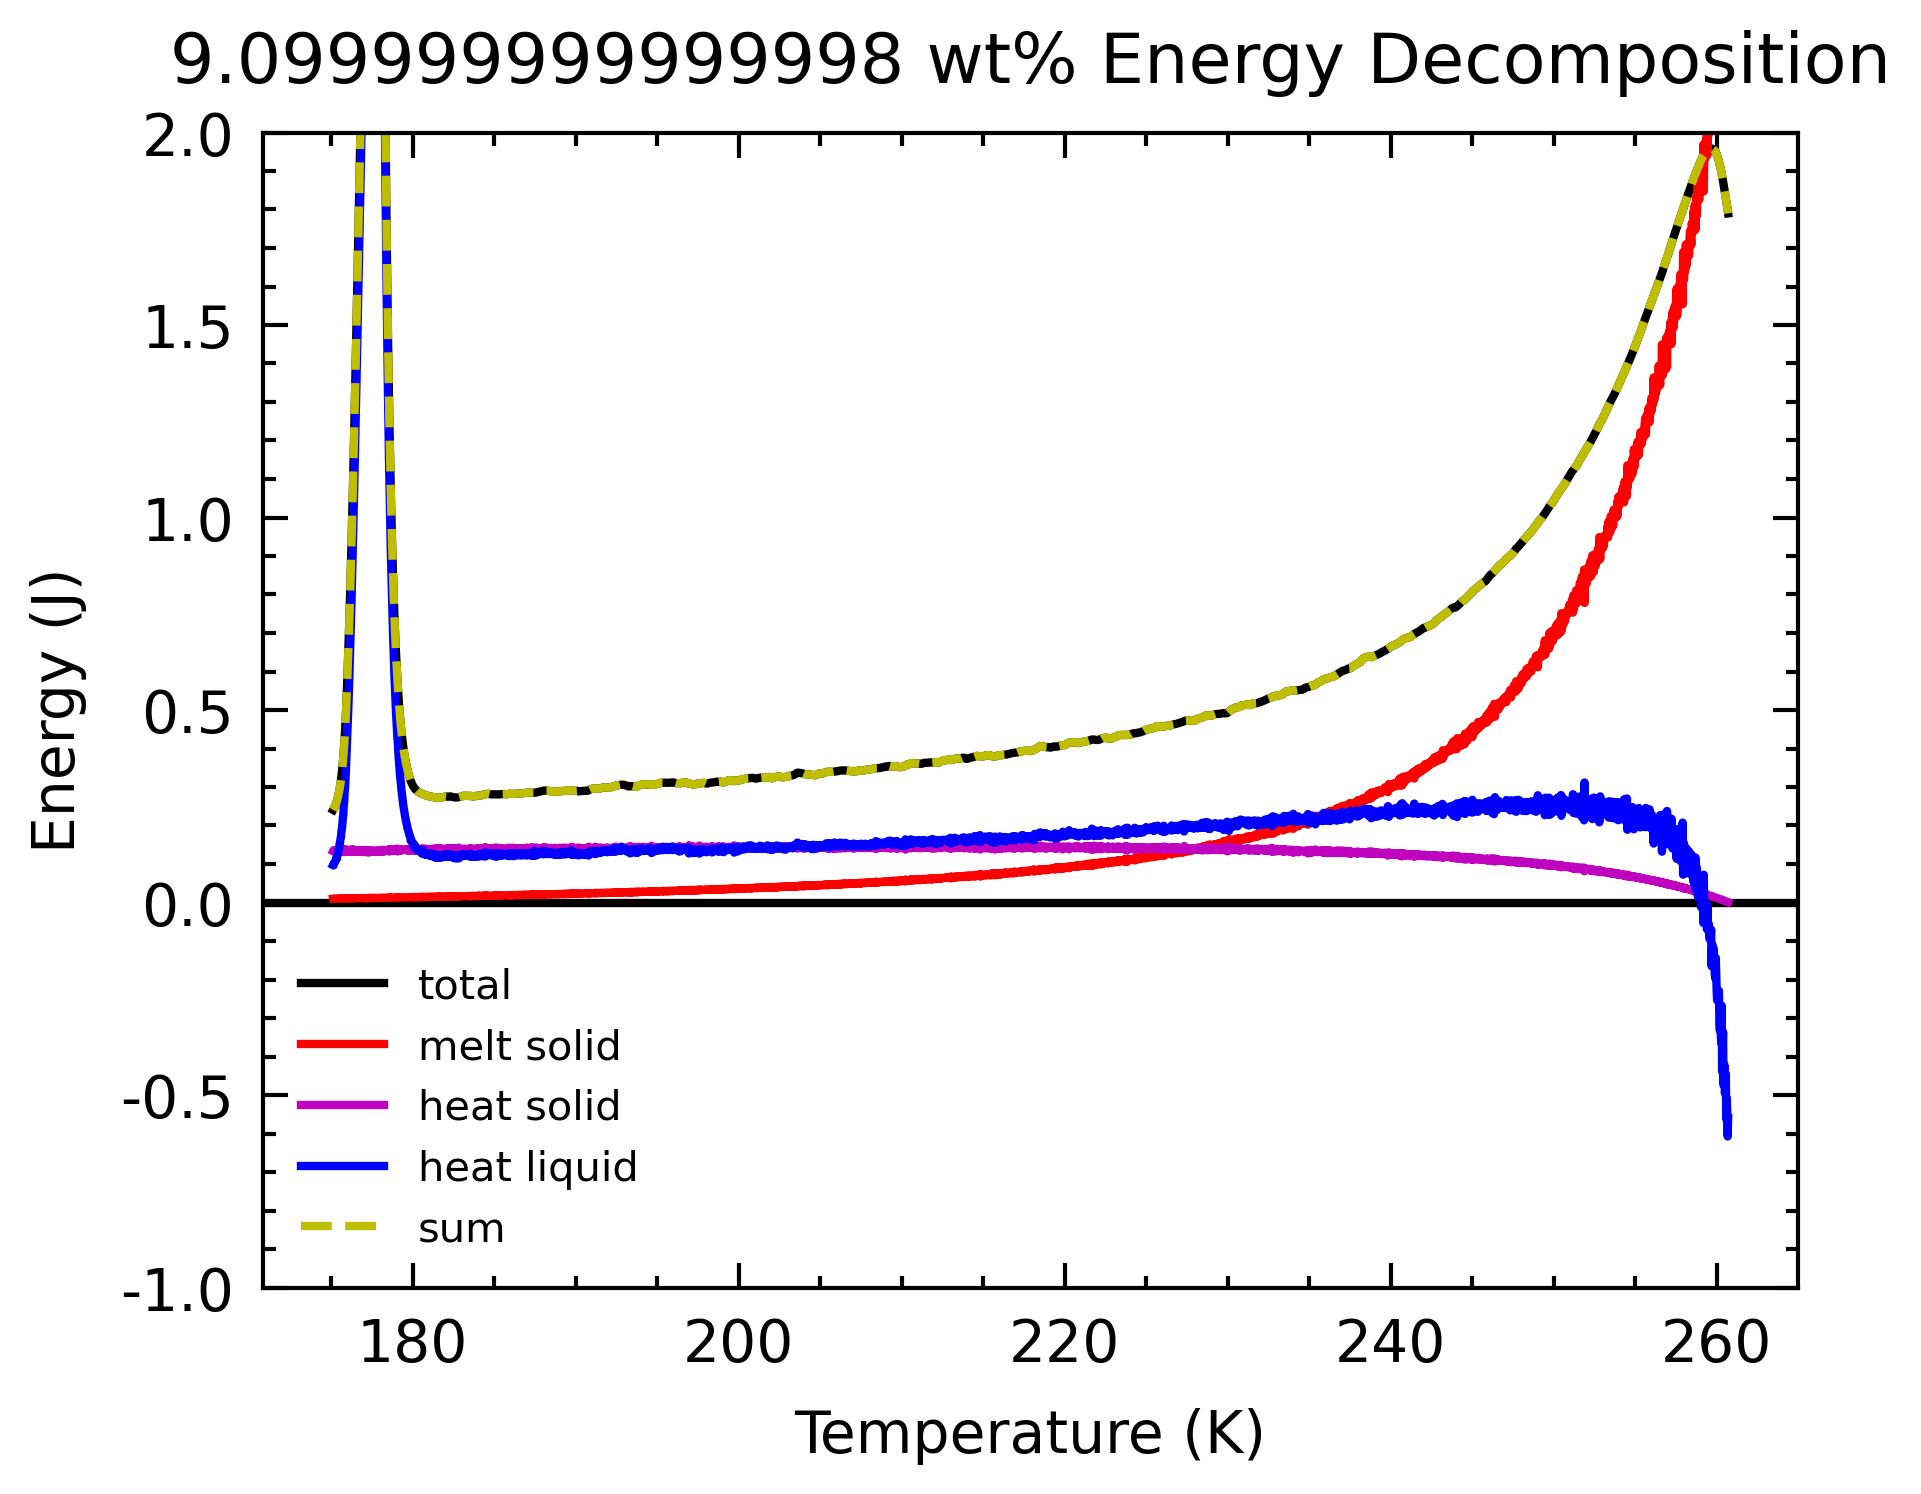 9.099999999999998 wt% Energy Decomposition
2.0
1.5
1.0
0.5
0.0
-0.5
-1.0
Energy (J)
total
melt solid
heat solid
heat liquid
sum
180 200 220 240 260
Temperature (K)